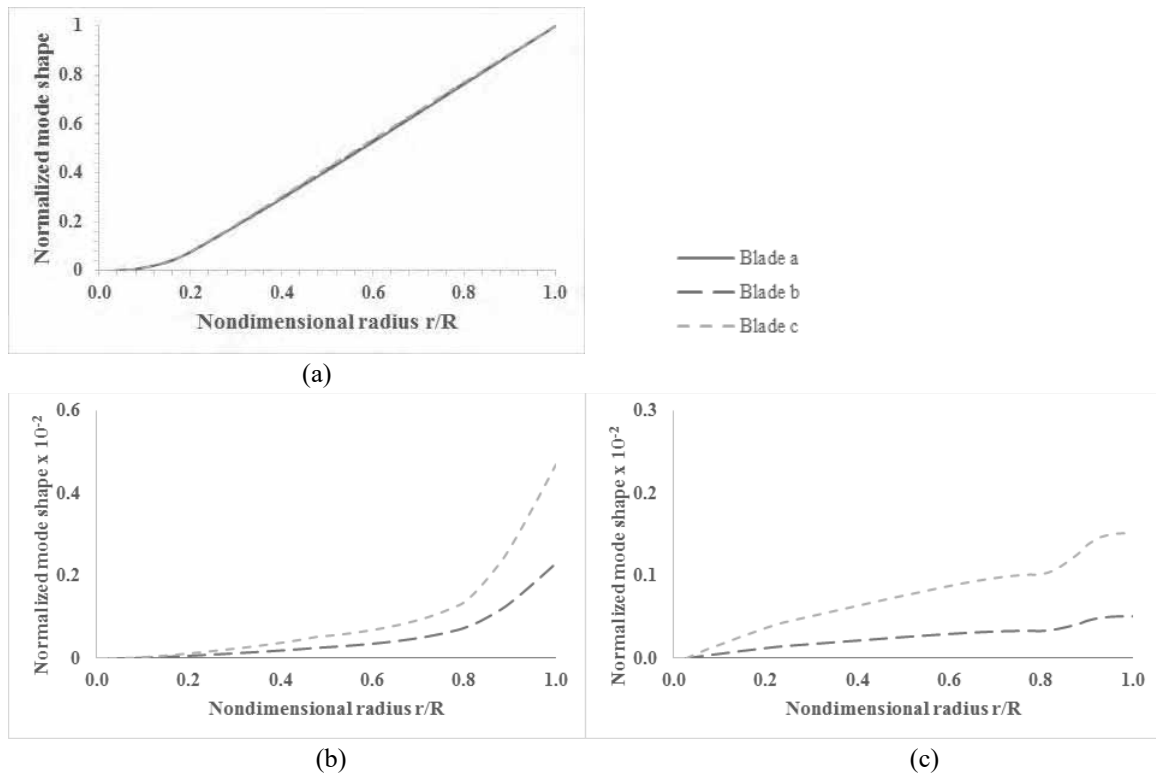 Normalized mode shape
1
0.8
0.6
0.4
0.2
0
0.0 0.2 0.4 0.6 0.8 1.0
Nondimensional radius r/R
(a)
Blade a
Blade b
Blade c
Normalized mode shape x 10⁻²
0.6
0.4
0.2
0
0.0 0.2 0.4 0.6 0.8 1.0
Nondimensional radius r/R
(b)
Normalized mode shape x 10⁻²
0.3
0.2
0.1
0.0
0.0 0.2 0.4 0.6 0.8 1.0
Nondimensional radius r/R
(c)